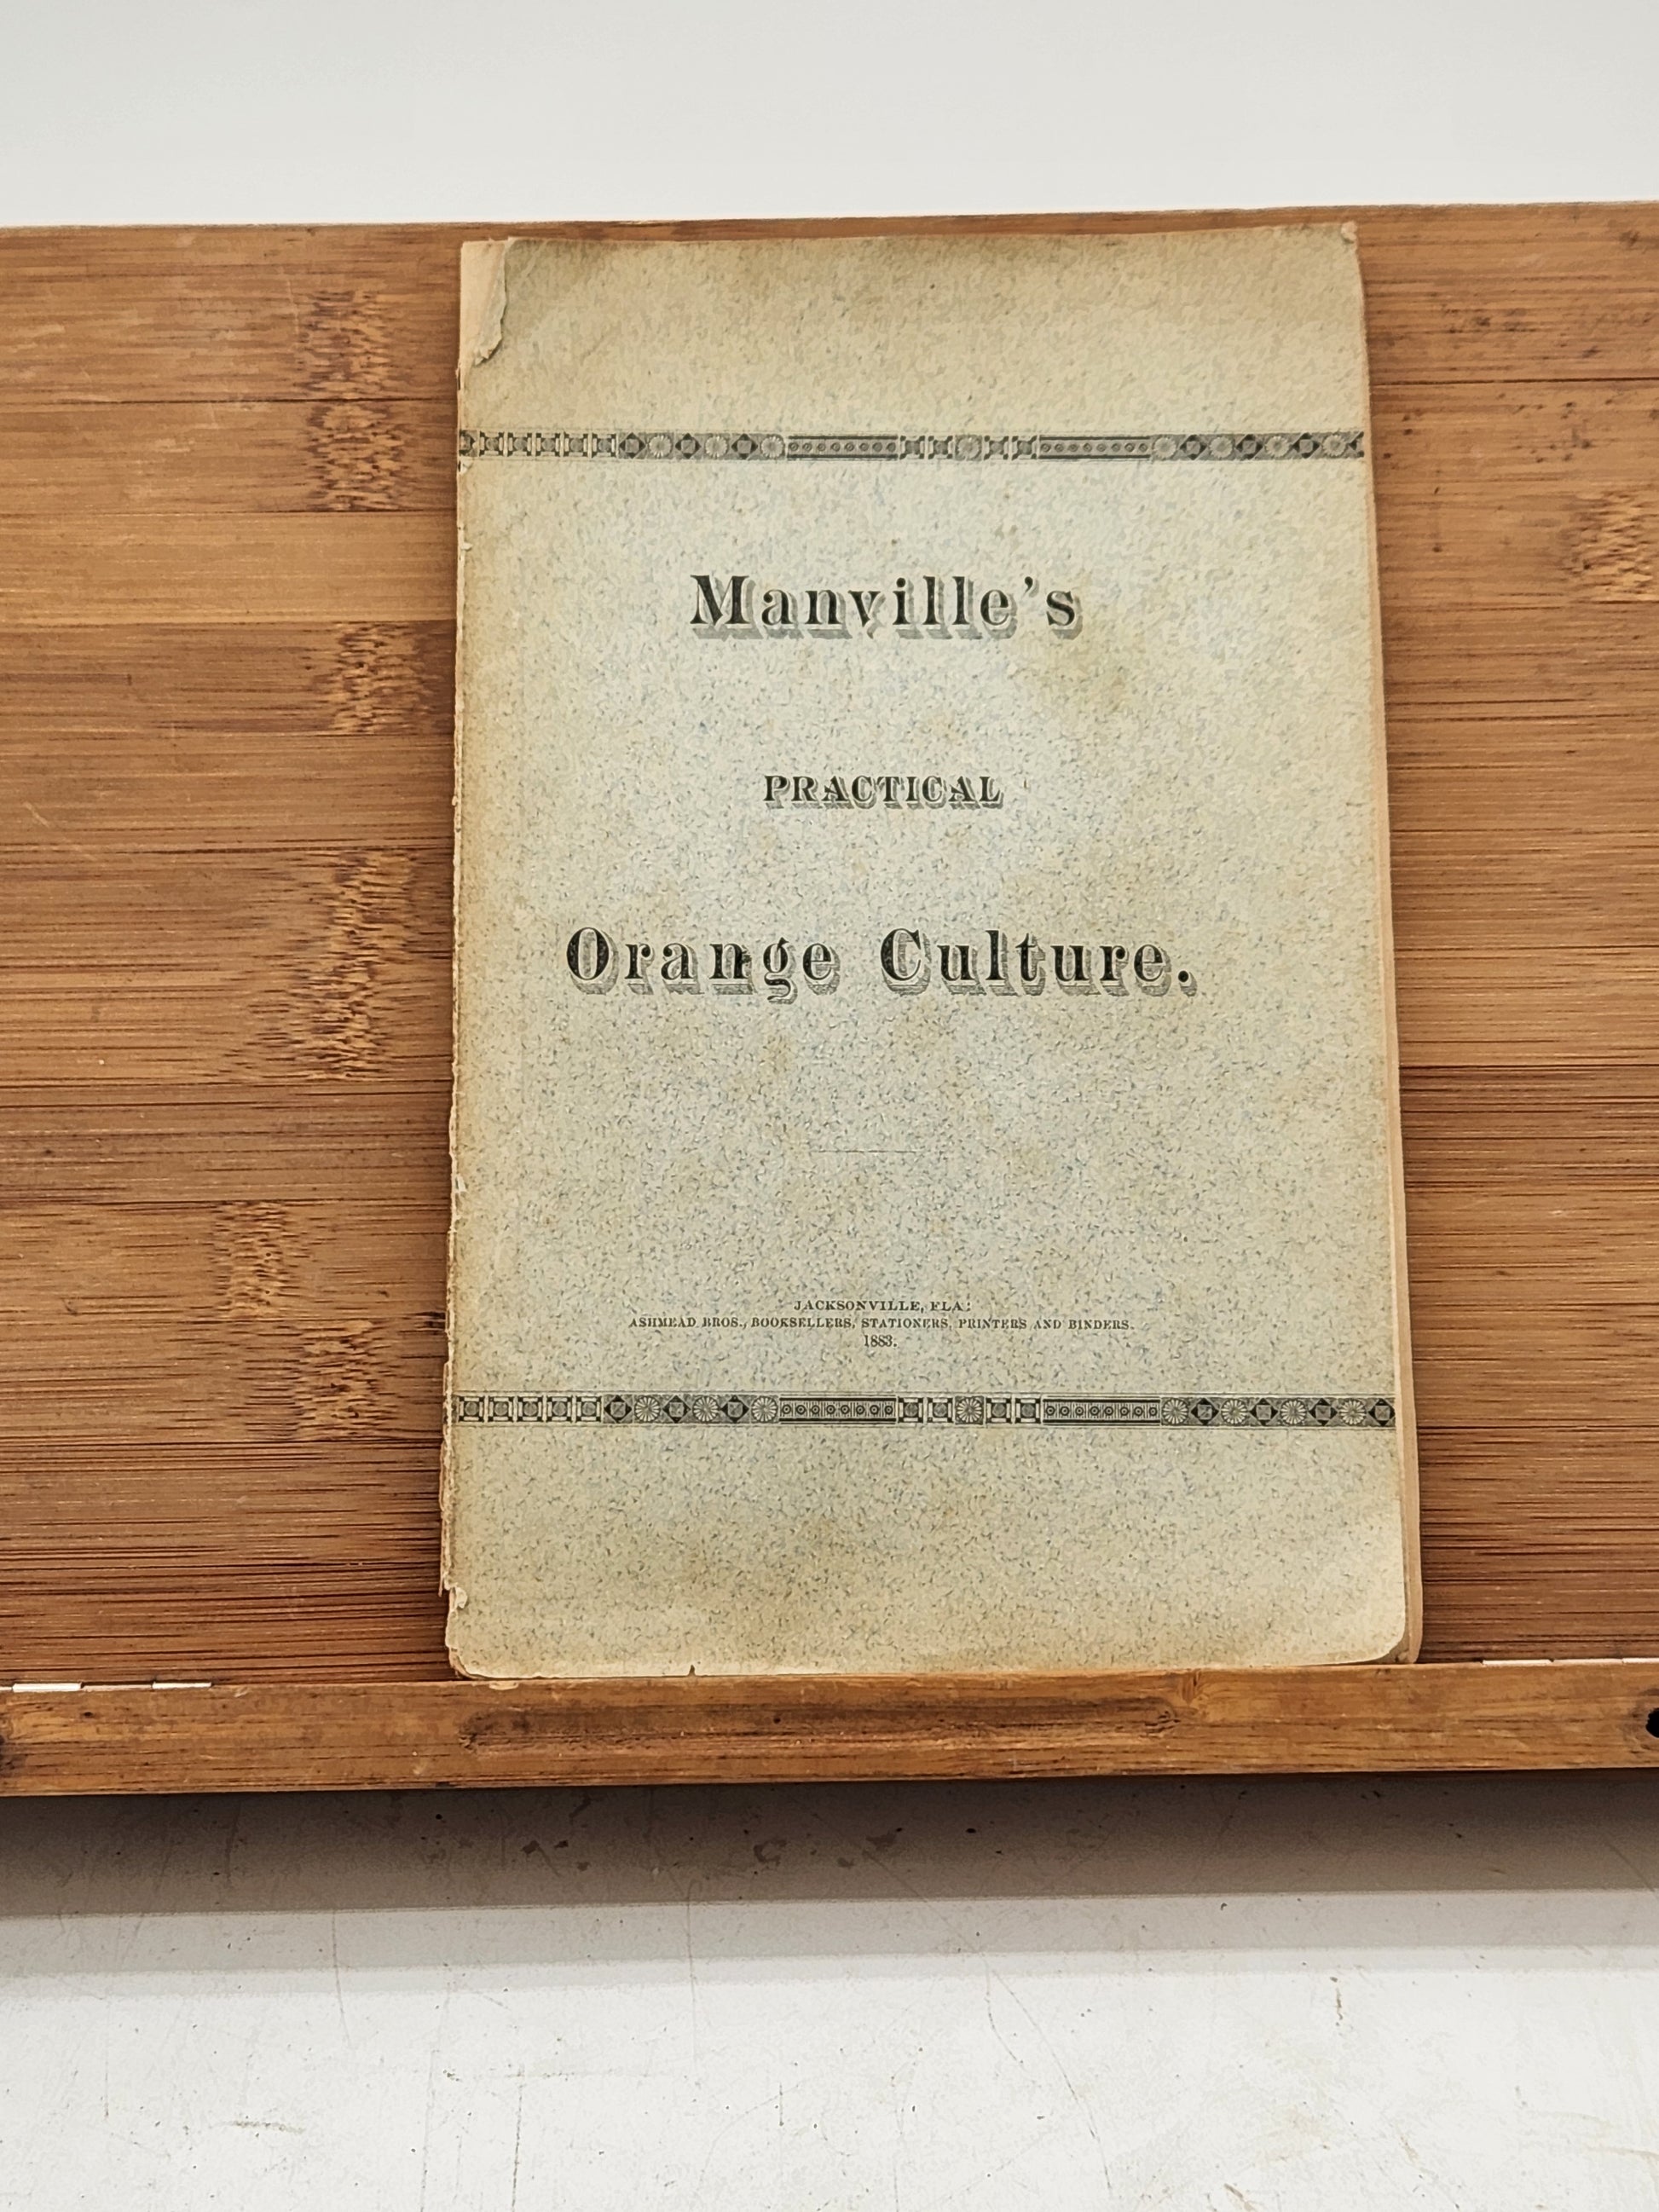 Manville's
PRACTICAL
Orange Culture.
JACKSONVILLE, FLA:
ASHMEAD BROS., BOOKSELLERS, STATIONERS, PRINTERS AND BINDERS.
1883.